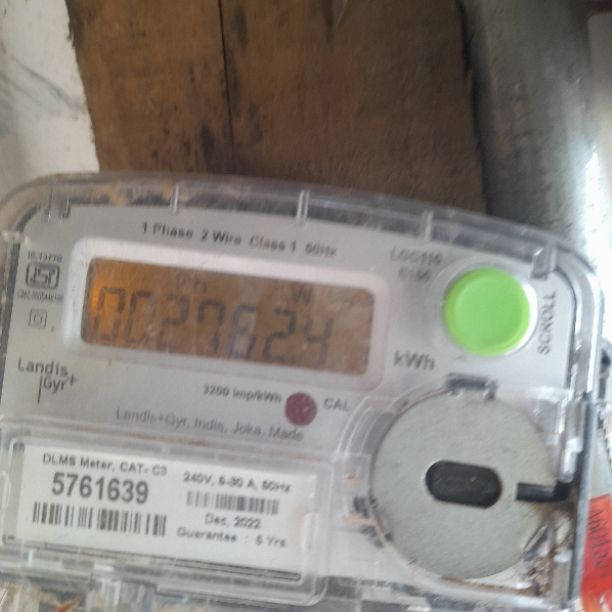 1 Phase 2 Wire Class 1 50Hz
kWh
SCROLL
Landis
Gyr+
3200 imp/kWh
CAL
Landis+Gyr, India, Joka, Made
DLMS Meter, CAT- C3
5761639
240V, 5-30 A, 50Hz
Dec, 2022
Guarantee : 5 Yrs.